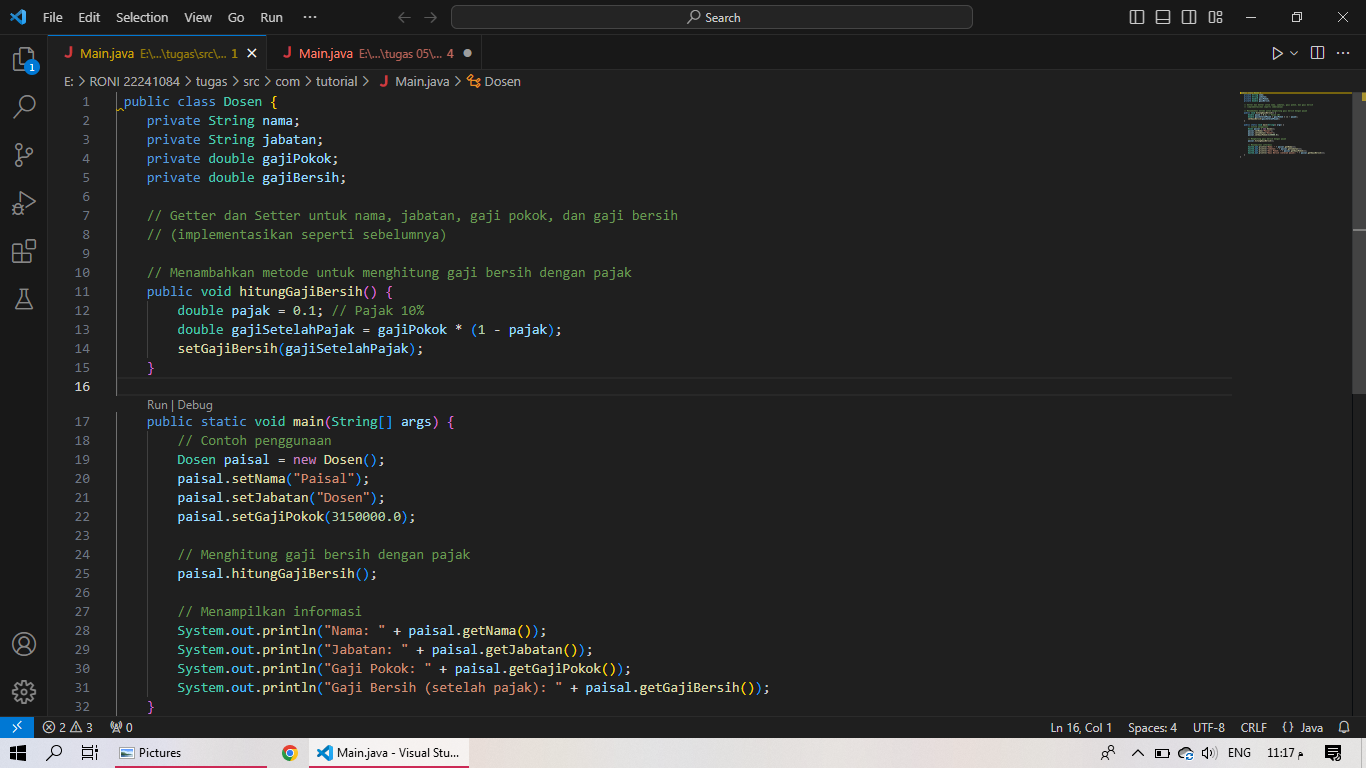 File Edit Selection View Go Run ··· Search
Main.java E:\...\tugas\src\... 1 Main.java E:\...\tugas 05\... 4
E: > RONI 22241084 > tugas > src > com > tutorial > Main.java > Dosen
1 public class Dosen {
2 private String nama;
3 private String jabatan;
4 private double gajiPokok;
5 private double gajiBersih;
6
7 // Getter dan Setter untuk nama, jabatan, gaji pokok, dan gaji bersih
8 // (implementasikan seperti sebelumnya)
9
10 // Menambahkan metode untuk menghitung gaji bersih dengan pajak
11 public void hitungGajiBersih() {
12 double pajak = 0.1; // Pajak 10%
13 double gajiSetelahPajak = gajiPokok * (1 - pajak);
14 setGajiBersih(gajiSetelahPajak);
15 }
16
Run | Debug
17 public static void main(String[] args) {
18 // Contoh penggunaan
19 Dosen paisal = new Dosen();
20 paisal.setNama("Paisal");
21 paisal.setJabatan("Dosen");
22 paisal.setGajiPokok(3150000.0);
23
24 // Menghitung gaji bersih dengan pajak
25 paisal.hitungGajiBersih();
26
27 // Menampilkan informasi
28 System.out.println("Nama: " + paisal.getNama());
29 System.out.println("Jabatan: " + paisal.getJabatan());
30 System.out.println("Gaji Pokok: " + paisal.getGajiPokok());
31 System.out.println("Gaji Bersih (setelah pajak): " + paisal.getGajiBersih());
32 }
1
2 3 0 Ln 16, Col 1 Spaces: 4 UTF-8 CRLF {} Java
Pictures Main.java - Visual Stu... ENG 11:17 م